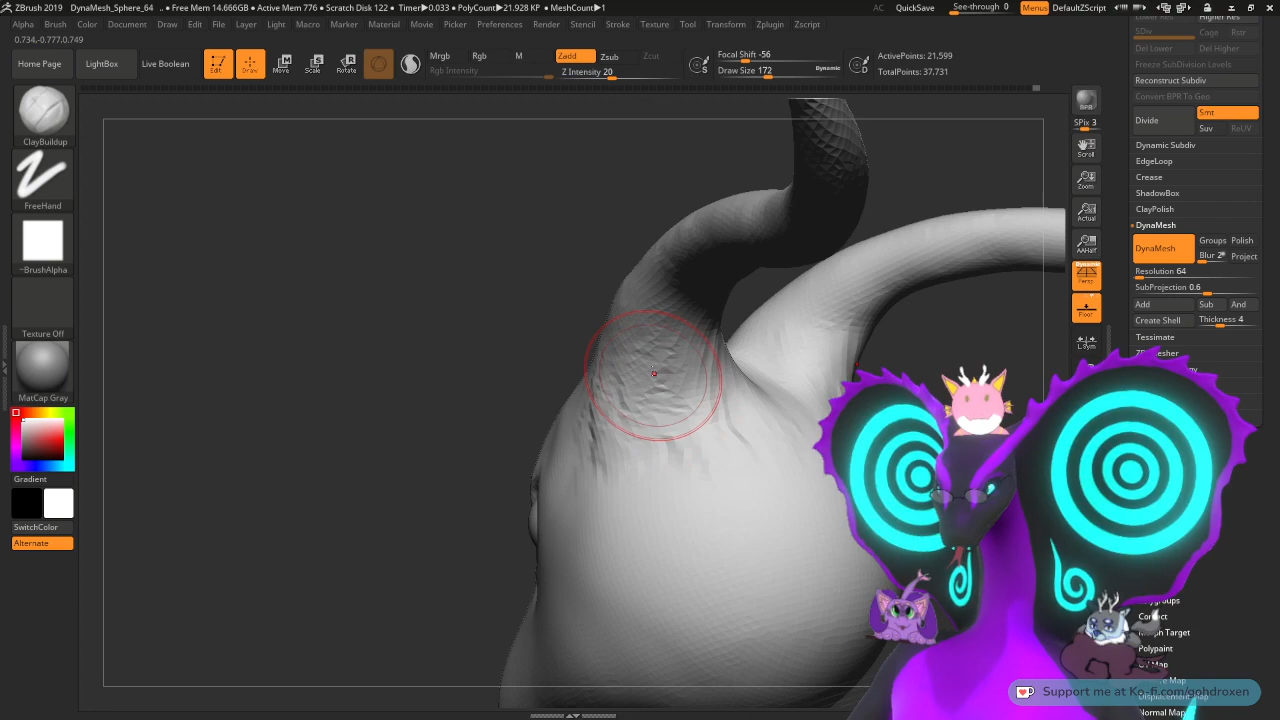 ZBrush 2019 DynaMesh_Sphere_64 .. • Free Mem 14.666GB • Active Mem 776 • Scratch Disk 122 • Timer▶0.033 • PolyCount▶21.928 KP • MeshCount▶1
AC QuickSave See-through 0 Menus DefaultZScript
Alpha Brush Color Document Draw Edit File Layer Light Macro Marker Material Movie Picker Preferences Render Stencil Stroke Texture Tool Transform Zplugin Zscript
0.734,-0.777,0.749
Home Page LightBox Live Boolean
Edit Draw Move Scale Rotate
Mrgb Rgb M Zadd Zsub Zcut
Rgb Intensity Z Intensity 20
Focal Shift -56
Draw Size 172 Dynamic
ActivePoints: 21,599
TotalPoints: 37,731
ClayBuildup
FreeHand
~BrushAlpha
Texture Off
MatCap Gray
Gradient
SwitchColor
Alternate
BPR
SPix 3
Scroll
Zoom
Actual
AAHalf
Dynamic
Persp
Floor
L.Sym
Lower Res Higher Res
SDiv Cage Rstr
Del Lower Del Higher
Freeze SubDivision Levels
Reconstruct Subdiv
Convert BPR To Geo
Divide Smt
Suv ReUV
Dynamic Subdiv
EdgeLoop
Crease
ShadowBox
ClayPolish
DynaMesh
DynaMesh Groups Polish
Blur 2 Project
Resolution 64
SubProjection 0.6
Add Sub And
Create Shell Thickness 4
Tessimate
Morph Target
Polypaint
UV Map
Displacement Map
Normal Map
Support me at Ko-fi.com/gohdroxen